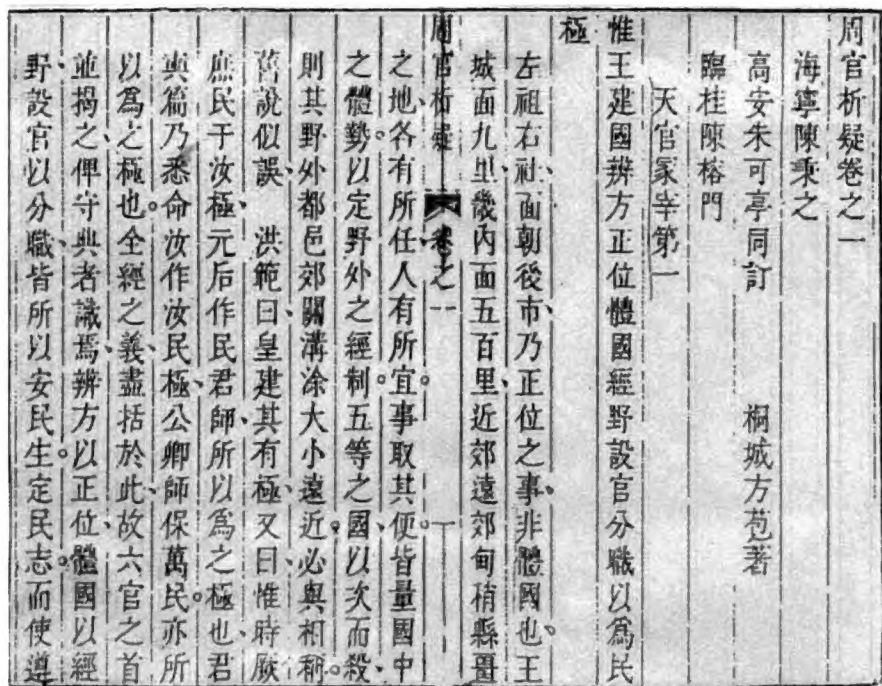 周官析疑卷之一
海寧陳秉之
高安朱可亭同訂 桐城方苞著
臨桂陳榕門
天官冢宰第一
惟王建國辨方正位體國經野設官分職以為民
極
左祖右社面朝後市乃正位之事非體國也王
城面九里畿內面五百里近郊遠郊甸稍縣畺
周官析疑 卷之一 一
之地各有所任人有所宜事取其便皆量國中
之體勢以定野外之經制五等之國以次而殺
則其野外都邑郊關溝涂大小遠近必與相稱
舊說似誤 洪範曰皇建其有極又曰惟時厥
庶民于汝極元后作民君師所以為之極也君
奭篇乃悉命汝作汝民極公卿師保萬民亦所
以為之極也全經之義盡括於此故六官之首
並揭之俾守典者識焉辨方以正位體國以經
野設官以分職皆所以安民生定民志而使遵